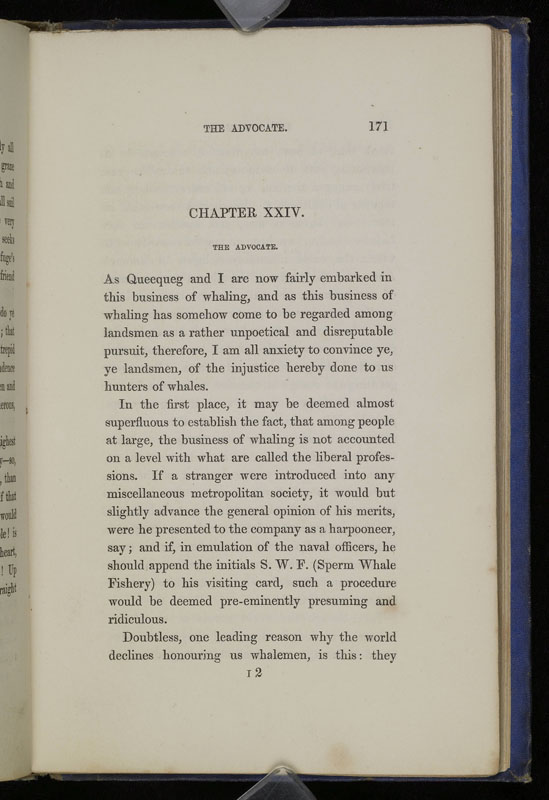 THE ADVOCATE. 171
CHAPTER XXIV.
THE ADVOCATE.
As Queequeg and I are now fairly embarked in
this business of whaling, and as this business of
whaling has somehow come to be regarded among
landsmen as a rather unpoetical and disreputable
pursuit, therefore, I am all anxiety to convince ye,
ye landsmen, of the injustice hereby done to us
hunters of whales.
In the first place, it may be deemed almost
superfluous to establish the fact, that among people
at large, the business of whaling is not accounted
on a level with what are called the liberal profes-
sions. If a stranger were introduced into any
miscellaneous metropolitan society, it would but
slightly advance the general opinion of his merits,
were he presented to the company as a harpooneer,
say; and if, in emulation of the naval officers, he
should append the initials S. W. F. (Sperm Whale
Fishery) to his visiting card, such a procedure
would be deemed pre-eminently presuming and
ridiculous.
Doubtless, one leading reason why the world
declines honouring us whalemen, is this: they
I 2